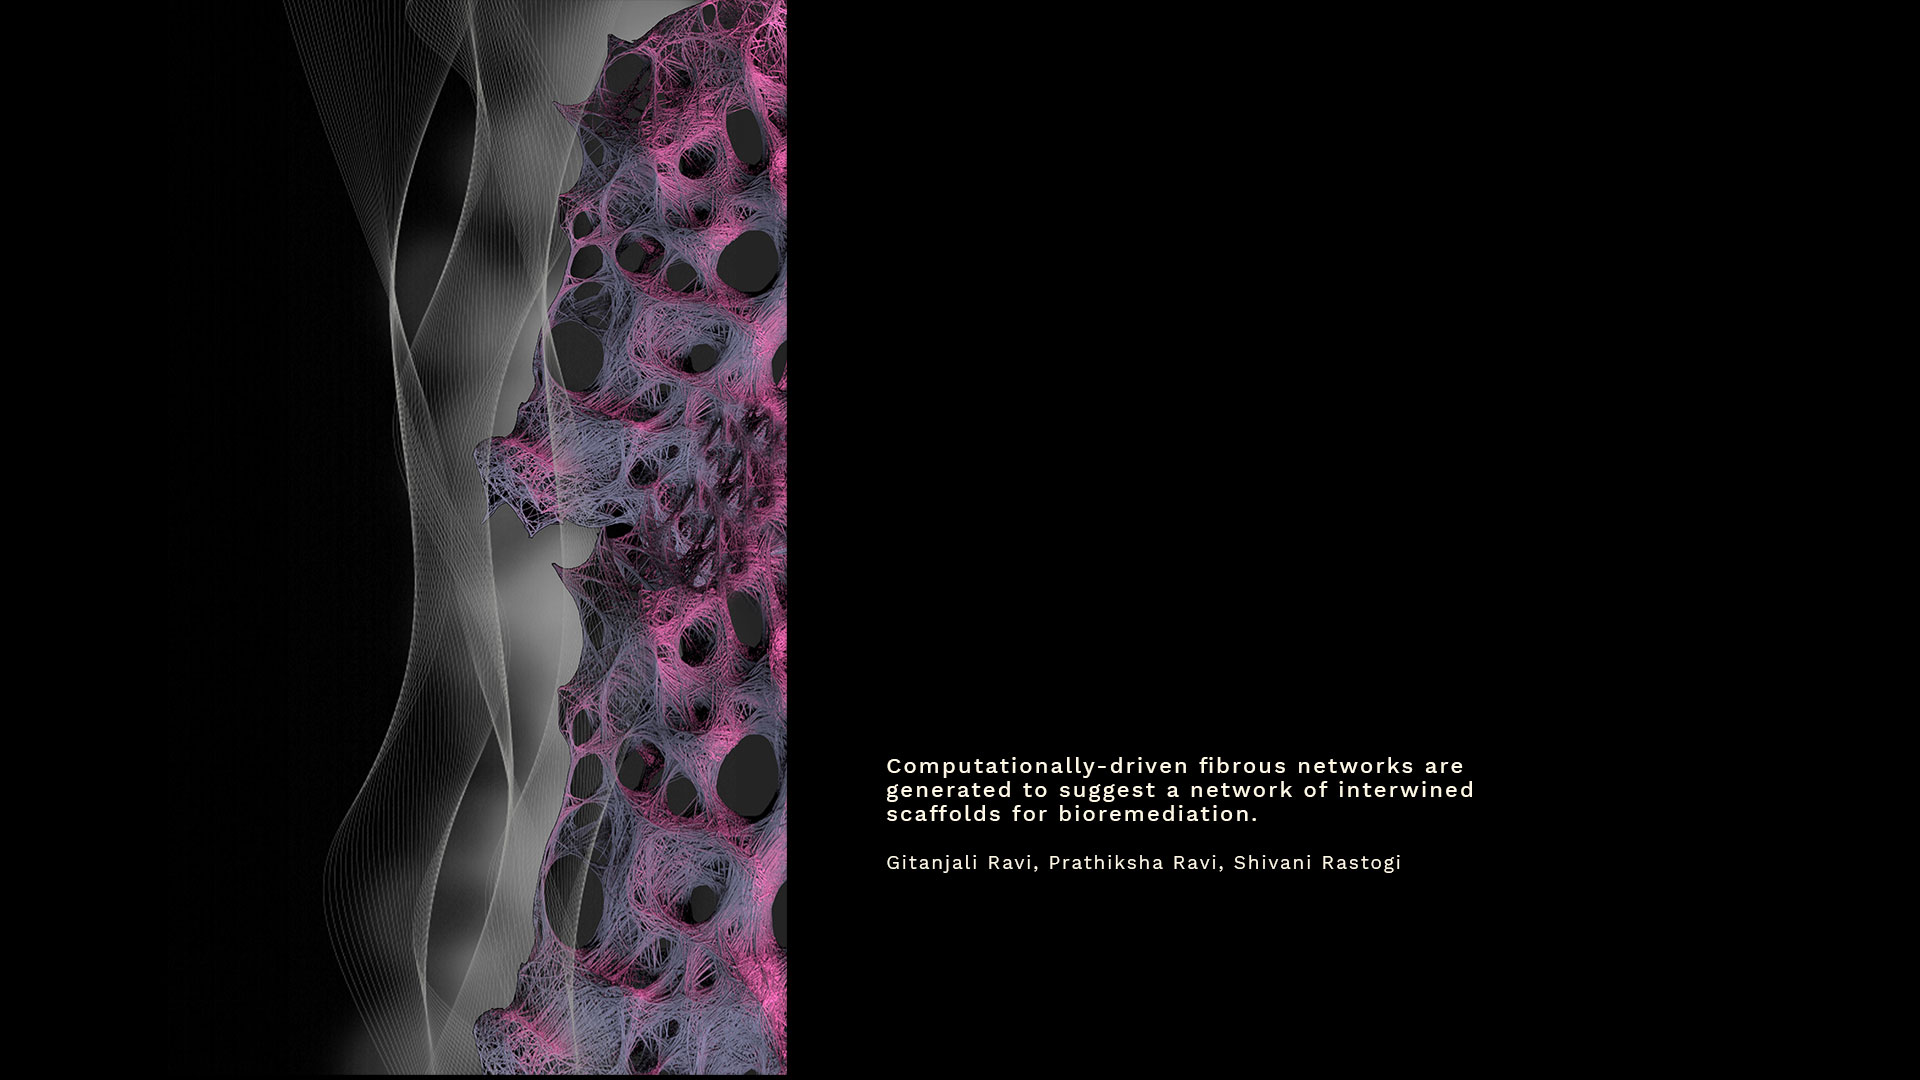 Computationally-driven fibrous networks are
generated to suggest a network of interwined
scaffolds for bioremediation.
Gitanjali Ravi, Prathiksha Ravi, Shivani Rastogi